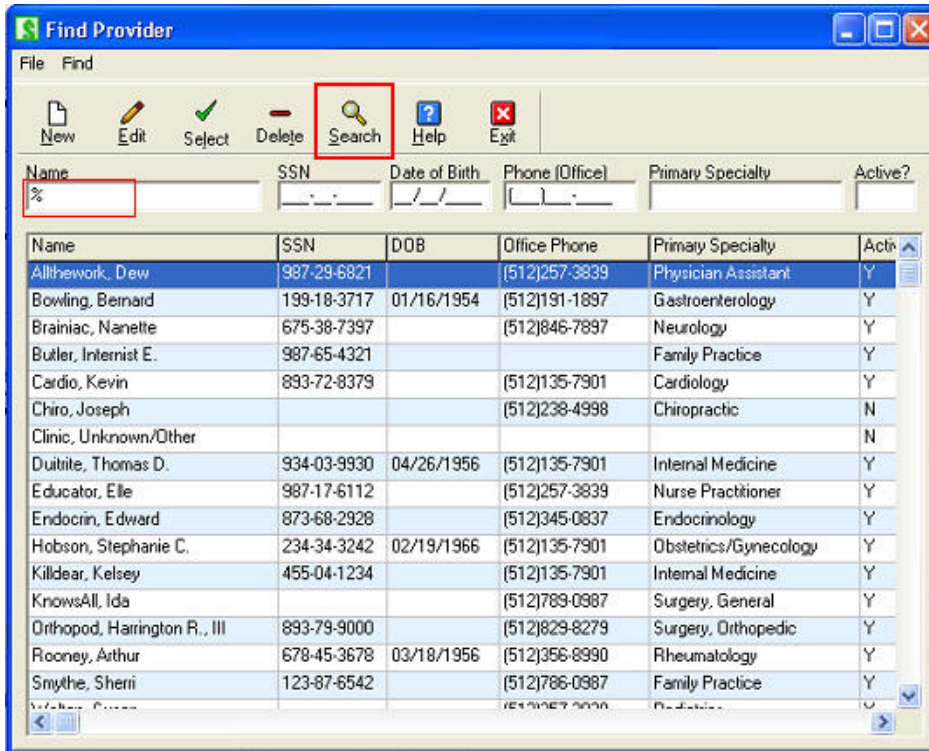 Find Provider
File Find
New Edit Select Delete Search Help Exit
Name SSN Date of Birth Phone (Office) Primary Specialty Active?
% __-_-__ _/_/__ (__)_-__
Name SSN DOB Office Phone Primary Specialty Activ
Allthework, Dew 987-29-6821 (512)257-3839 Physician Assistant Y
Bowling, Bernard 199-18-3717 01/16/1954 (512)191-1897 Gastroenterology Y
Brainiac, Nanette 675-38-7397 (512)846-7897 Neurology Y
Butler, Internist E. 987-65-4321 Family Practice Y
Cardio, Kevin 893-72-8379 (512)135-7901 Cardiology Y
Chiro, Joseph (512)238-4998 Chiropractic N
Clinic, Unknown/Other N
Duitrite, Thomas D. 934-03-9930 04/26/1956 (512)135-7901 Internal Medicine Y
Educator, Elle 987-17-6112 (512)257-3839 Nurse Practitioner Y
Endocrin, Edward 873-68-2928 (512)345-0837 Endocrinology Y
Hobson, Stephanie C. 234-34-3242 02/19/1966 (512)135-7901 Obstetrics/Gynecology Y
Killdear, Kelsey 455-04-1234 (512)135-7901 Internal Medicine Y
KnowsAll, Ida (512)789-0987 Surgery, General Y
Orthopod, Harrington R., III 893-79-9000 (512)829-8279 Surgery, Orthopedic Y
Rooney, Arthur 678-45-3678 03/18/1956 (512)356-8990 Rheumatology Y
Smythe, Sherri 123-87-6542 (512)786-0987 Family Practice Y